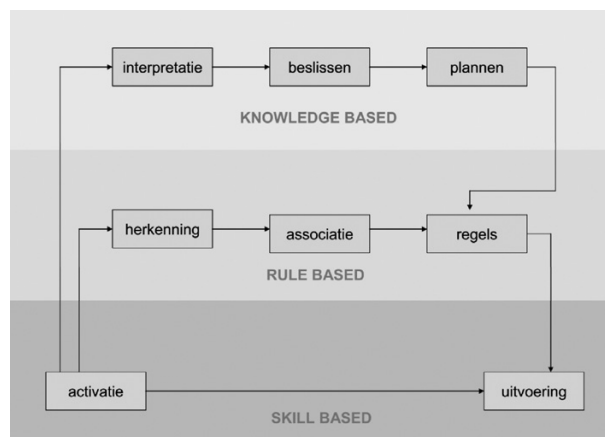 interpretatie
beslissen
plannen
KNOWLEDGE BASED
herkenning
associatie
regels
RULE BASED
activatie
uitvoering
SKILL BASED